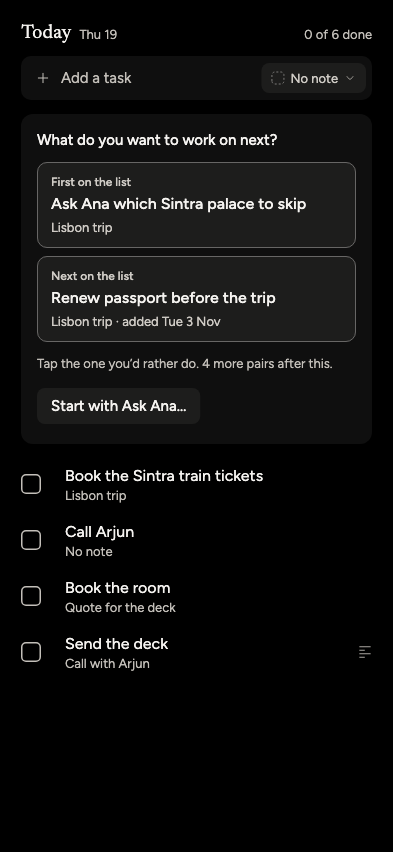 Today Thu 19 0 of 6 done
Add a task No note
What do you want to work on next?
First on the list
Ask Ana which Sintra palace to skip
Lisbon trip
Next on the list
Renew passport before the trip
Lisbon trip · added Tue 3 Nov
Tap the one you’d rather do. 4 more pairs after this.
Start with Ask Ana…
Book the Sintra train tickets
Lisbon trip
Call Arjun
No note
Book the room
Quote for the deck
Send the deck
Call with Arjun